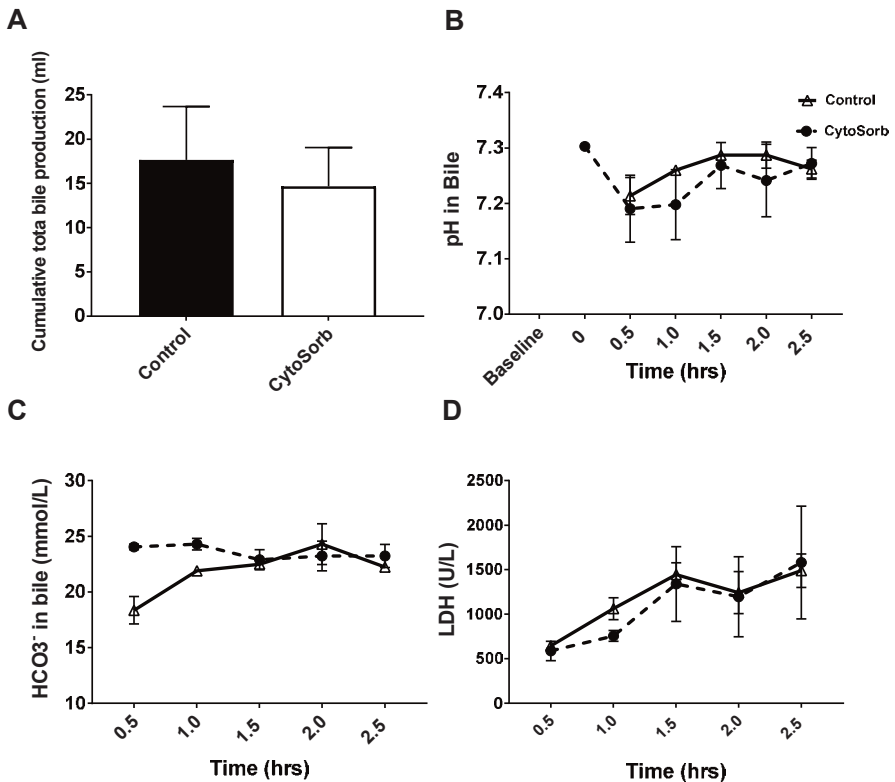 A
Cumulative tota bile production (ml)
25
20
15
10
5
0
Control
CytoSorb
B
pH in Bile
7.4
7.3
7.2
7.1
7.0
Control
CytoSorb
Baseline
0
0.5
1.0
1.5
2.0
2.5
Time (hrs)
C
HCO3⁻ in bile (mmol/L)
30
25
20
15
10
0.5
1.0
1.5
2.0
2.5
Time (hrs)
D
LDH (U/L)
2500
2000
1500
1000
500
0
0.5
1.0
1.5
2.0
2.5
Time (hrs)